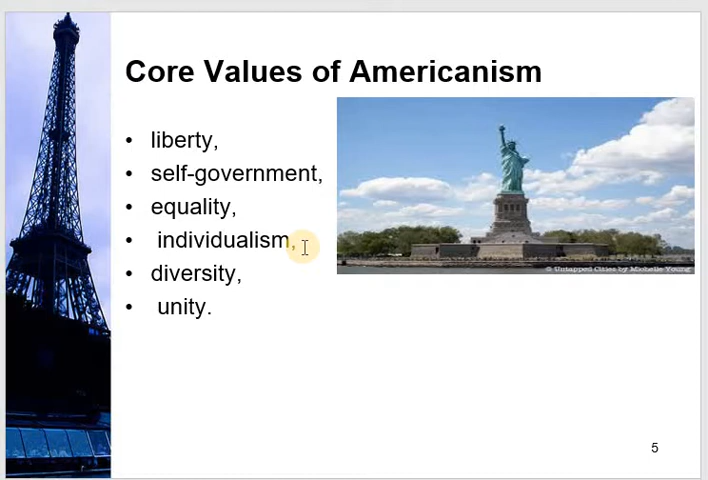 Core Values of Americanism
• liberty,
• self-government,
• equality,
• individualism,
• diversity,
• unity.
© Untapped Cities by Michelle Young
5